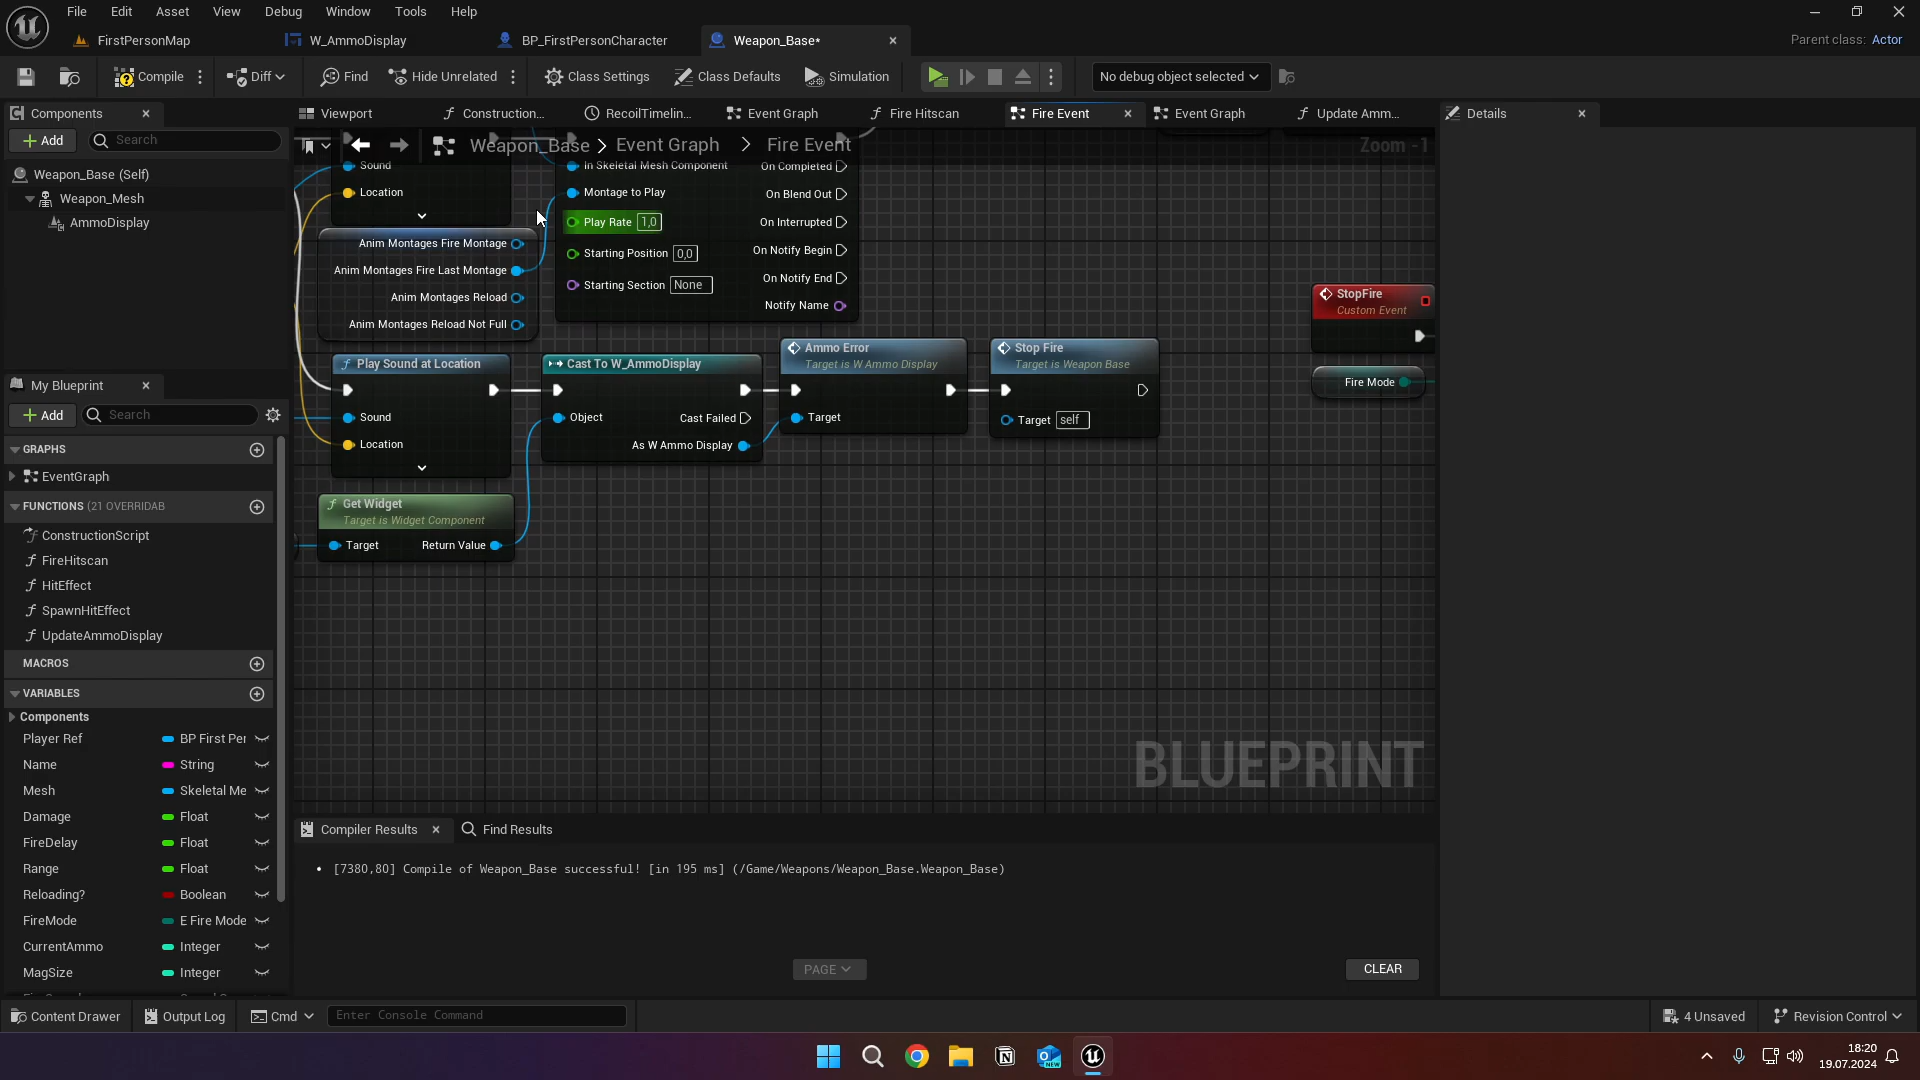 File Edit Asset View Debug Window Tools Help
FirstPersonMap W_AmmoDisplay BP_FirstPersonCharacter Weapon_Base* Parent class: Actor
Compile Diff Find Hide Unrelated Class Settings Class Defaults Simulation No debug object selected
Components Viewport Construction... RecoilTimelin... Event Graph Fire Hitscan Fire Event Event Graph Update Amm... Details
Add Search
Weapon_Base > Event Graph > Fire Event Zoom -1
Weapon_Base (Self)
Weapon_Mesh
AmmoDisplay
Sound
Location
In Skeletal Mesh Component On Completed
Montage to Play On Blend Out
Play Rate 1,0 On Interrupted
Starting Position 0,0 On Notify Begin
Starting Section None On Notify End
Notify Name
Anim Montages Fire Montage
Anim Montages Fire Last Montage
Anim Montages Reload
Anim Montages Reload Not Full
StopFire
Custom Event
Fire Mode
Play Sound at Location
Sound
Location
Cast To W_AmmoDisplay
Object Cast Failed
As W Ammo Display
Ammo Error
Target is W Ammo Display
Target
Stop Fire
Target is Weapon Base
Target self
Get Widget
Target is Widget Component
Target Return Value
BLUEPRINT
My Blueprint
Add Search
GRAPHS
EventGraph
FUNCTIONS (21 OVERRIDAB
ConstructionScript
FireHitscan
HitEffect
SpawnHitEffect
UpdateAmmoDisplay
MACROS
VARIABLES
Components
Player Ref BP First Per
Name String
Mesh Skeletal Me
Damage Float
FireDelay Float
Range Float
Reloading? Boolean
FireMode E Fire Mode
CurrentAmmo Integer
MagSize Integer
Compiler Results Find Results
[7380,80] Compile of Weapon_Base successful! [in 195 ms] (/Game/Weapons/Weapon_Base.Weapon_Base)
PAGE CLEAR
Content Drawer Output Log Cmd Enter Console Command 4 Unsaved Revision Control
NEW
18:20
19.07.2024